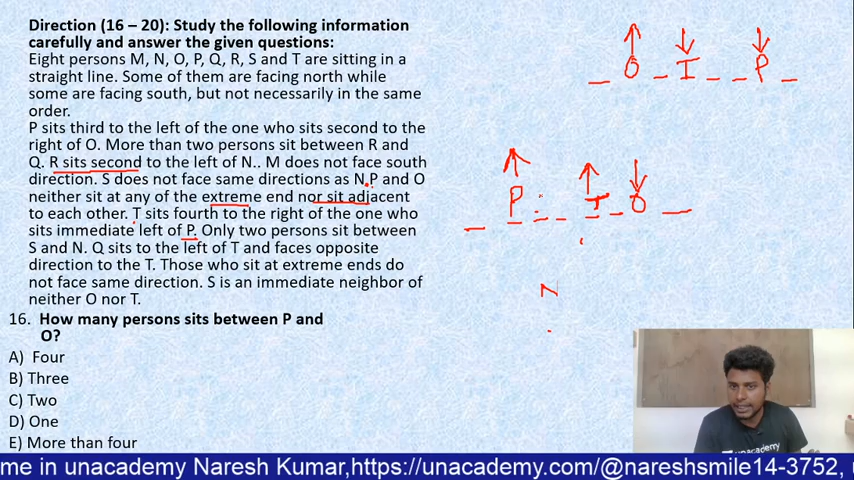 Direction (16 – 20): Study the following information
carefully and answer the given questions:
Eight persons M, N, O, P, Q, R, S and T are sitting in a
straight line. Some of them are facing north while
some are facing south, but not necessarily in the same
order.
P sits third to the left of the one who sits second to the
right of O. More than two persons sit between R and
Q. R sits second to the left of N.. M does not face south
direction. S does not face same directions as N.P and O
neither sit at any of the extreme end nor sit adjacent
to each other. T sits fourth to the right of the one who
sits immediate left of P. Only two persons sit between
S and N. Q sits to the left of T and faces opposite
direction to the T. Those who sit at extreme ends do
not face same direction. S is an immediate neighbor of
neither O nor T.
16. How many persons sits between P and
O?
A) Four
B) Three
C) Two
D) One
E) More than four
O T P
P T O
N
unacademy
me in unacademy Naresh Kumar,https://unacademy.com/@nareshsmile14-3752,